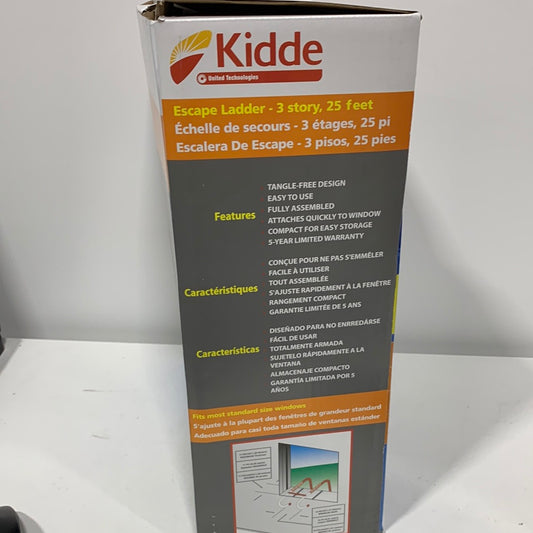 Kidde
United Technologies
Escape Ladder - 3 story, 25 feet
Échelle de secours - 3 étages, 25 pi
Escalera De Escape - 3 pisos, 25 pies
Features
TANGLE-FREE DESIGN
EASY TO USE
FULLY ASSEMBLED
ATTACHES QUICKLY TO WINDOW
COMPACT FOR EASY STORAGE
5-YEAR LIMITED WARRANTY
Caractéristiques
CONÇUE POUR NE PAS S'EMMÊLER
FACILE À UTILISER
TOUT ASSEMBLÉE
S'AJUSTE RAPIDEMENT À LA FENÊTRE
RANGEMENT COMPACT
GARANTIE LIMITÉE DE 5 ANS
Características
DISEÑADO PARA NO ENRREDÁRSE
FÁCIL DE USAR
TOTALMENTE ARMADA
SUJETELO RÁPIDAMENTE A LA
VENTANA
ALMACENAJE COMPACTO
GARANTÍA LIMITADA POR 5
AÑOS
Fits most standard size windows
S'ajuste à la plupart des fenêtres de grandeur standard
Adecuado para casi toda tamaño de ventanas estánder